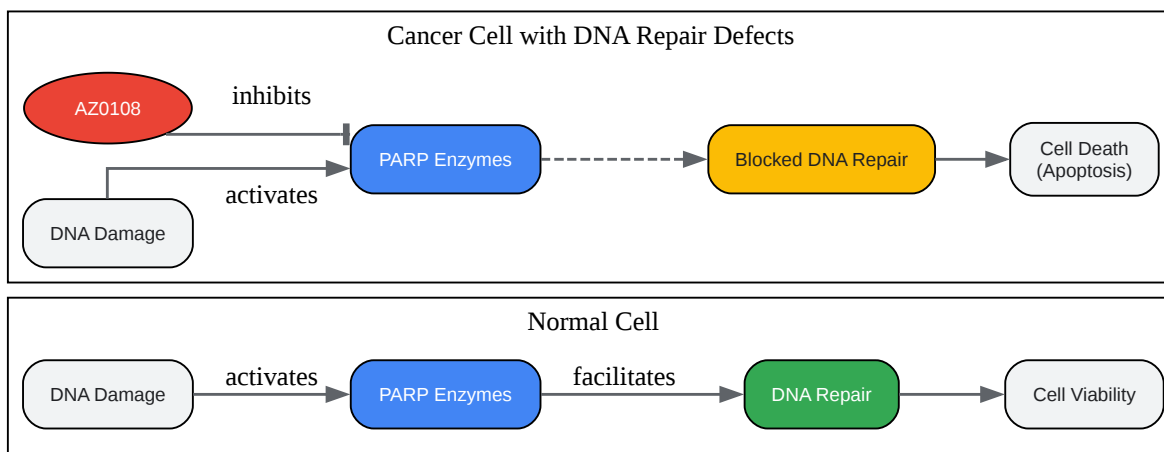 Cancer Cell with DNA Repair Defects
AZ0108
inhibits
PARP Enzymes
Blocked DNA Repair
Cell Death
(Apoptosis)
activates
DNA Damage
Normal Cell
DNA Damage
activates
PARP Enzymes
facilitates
DNA Repair
Cell Viability